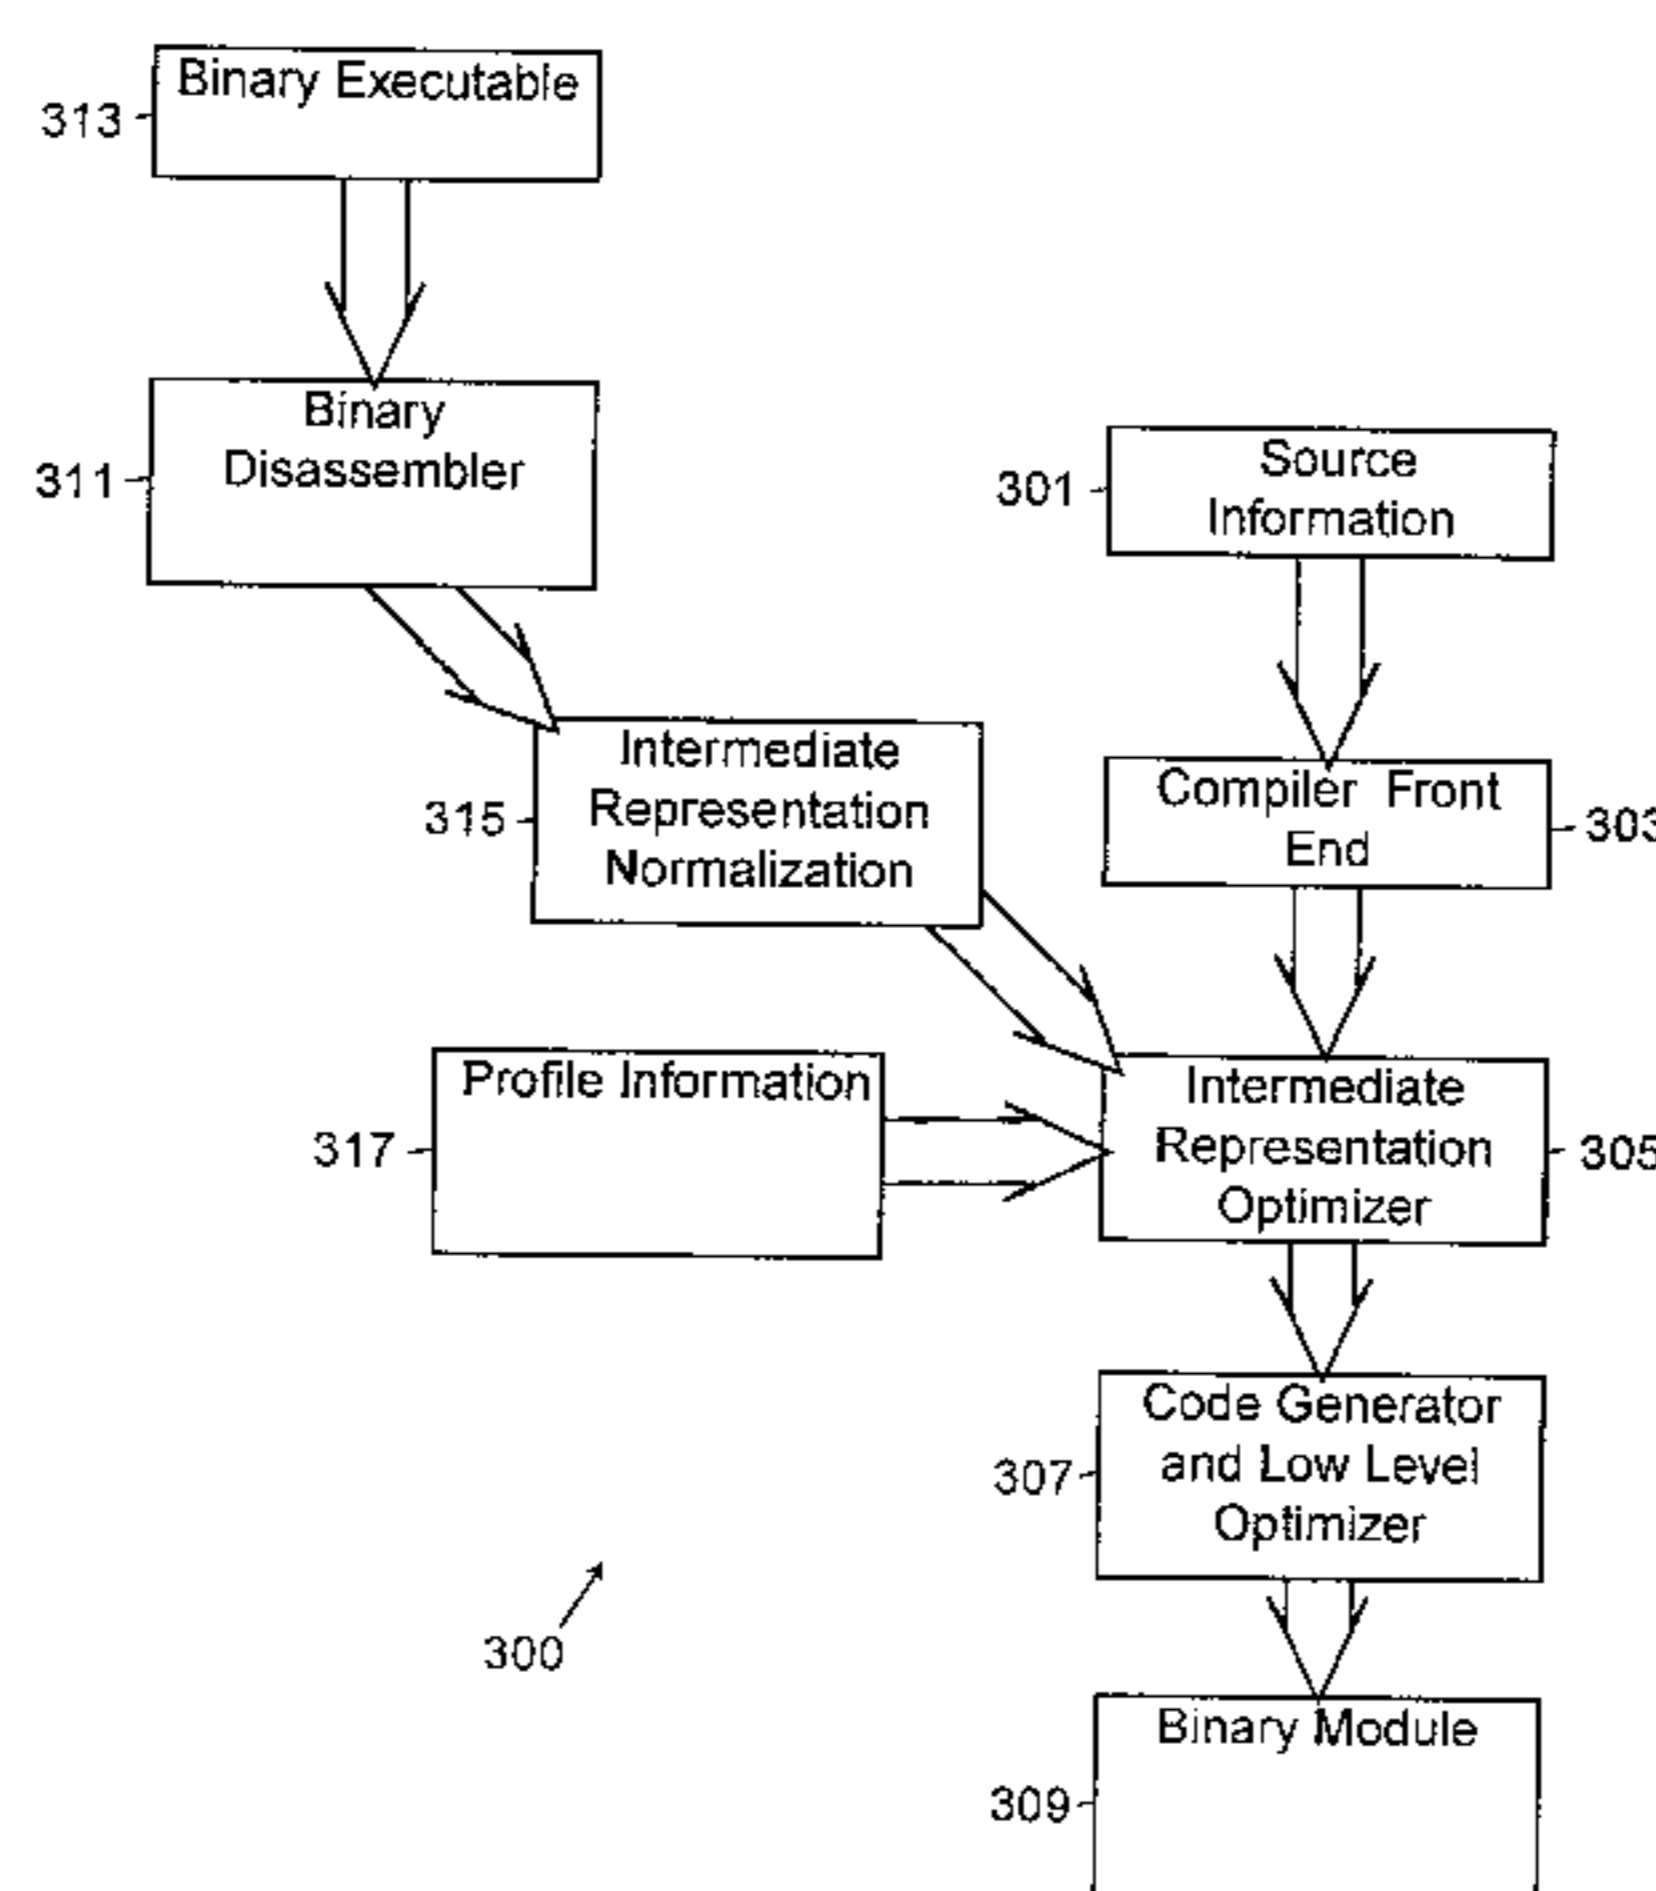 Binary Executable
313
Binary
Disassembler
311
Source
Information
301
Intermediate
Representation
Normalization
315
Compiler Front
End
303
Profile Information
317
Intermediate
Representation
Optimizer
305
Code Generator
and Low Level
Optimizer
307
300
Binary Module
309